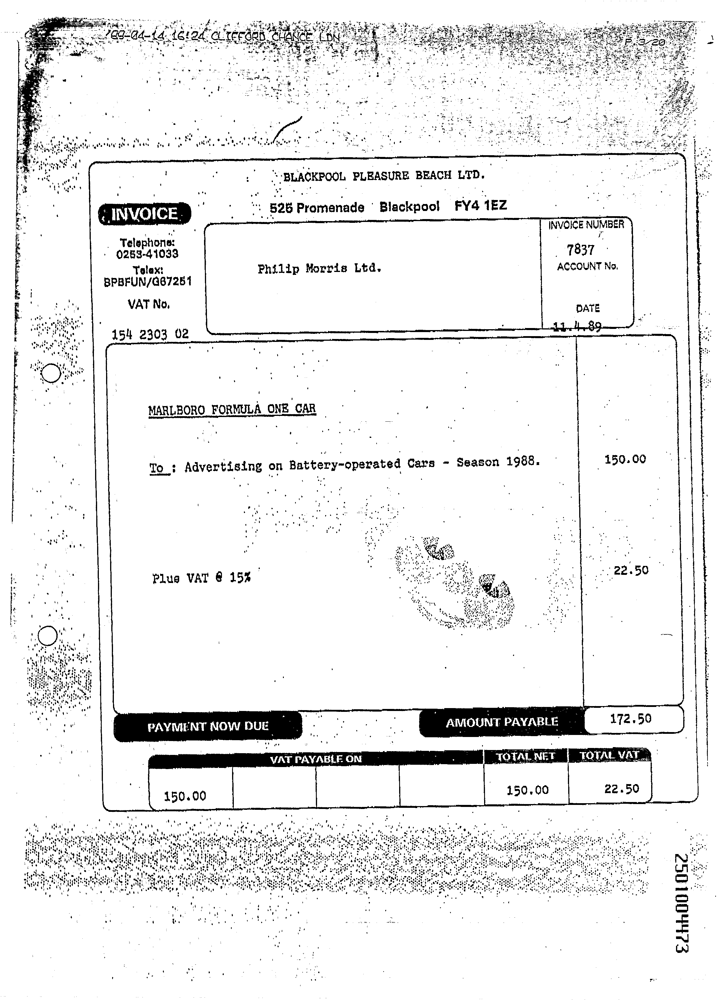 '89-04-14 16:24 CLIFFORD CHANCE LDN P 3/20
BLACKPOOL PLEASURE BEACH LTD.
525 Promenade Blackpool FY4 1EZ
INVOICE
INVOICE NUMBER
7837
Telephone:
0253-41033
Telex:
BPBFUN/G67251
Philip Morris Ltd.
ACCOUNT No.
VAT No.
154 2303 02
DATE
11.4.89
MARLBORO FORMULA ONE CAR
To : Advertising on Battery-operated Cars - Season 1988. 150.00
Plus VAT @ 15% 22.50
PAYMENT NOW DUE AMOUNT PAYABLE 172.50
VAT PAYABLE ON TOTAL NET TOTAL VAT
150.00 150.00 22.50
2501004473